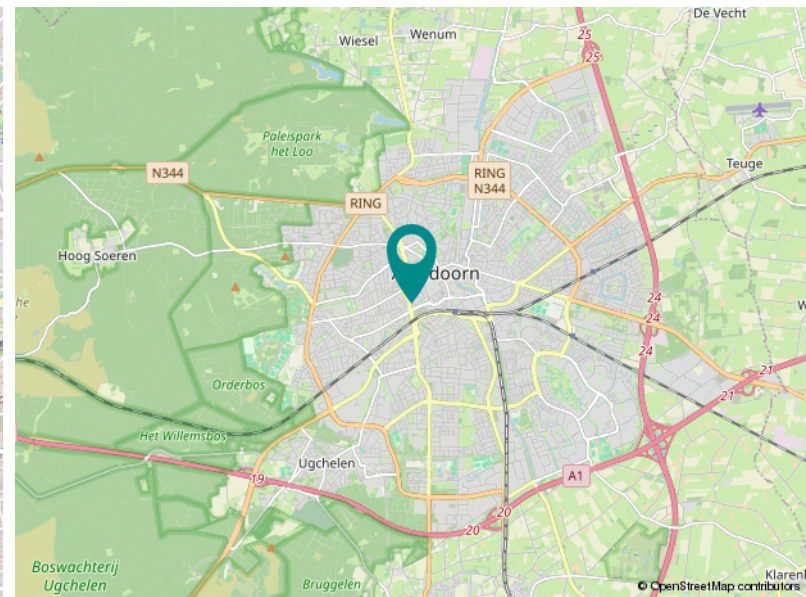 De Vecht
Wiesel
Wenum
25
25
Paleispark
het Loo
Teuge
N344
RING
N344
RING
Hoog Soeren
doorn
24
24
24
21
21
Orderbos
Het Willemsbos
Ugchelen
19
A1
20
20
Boswachterij
Ugchelen
Bruggelen
Klarenb
© OpenStreetMap contributors